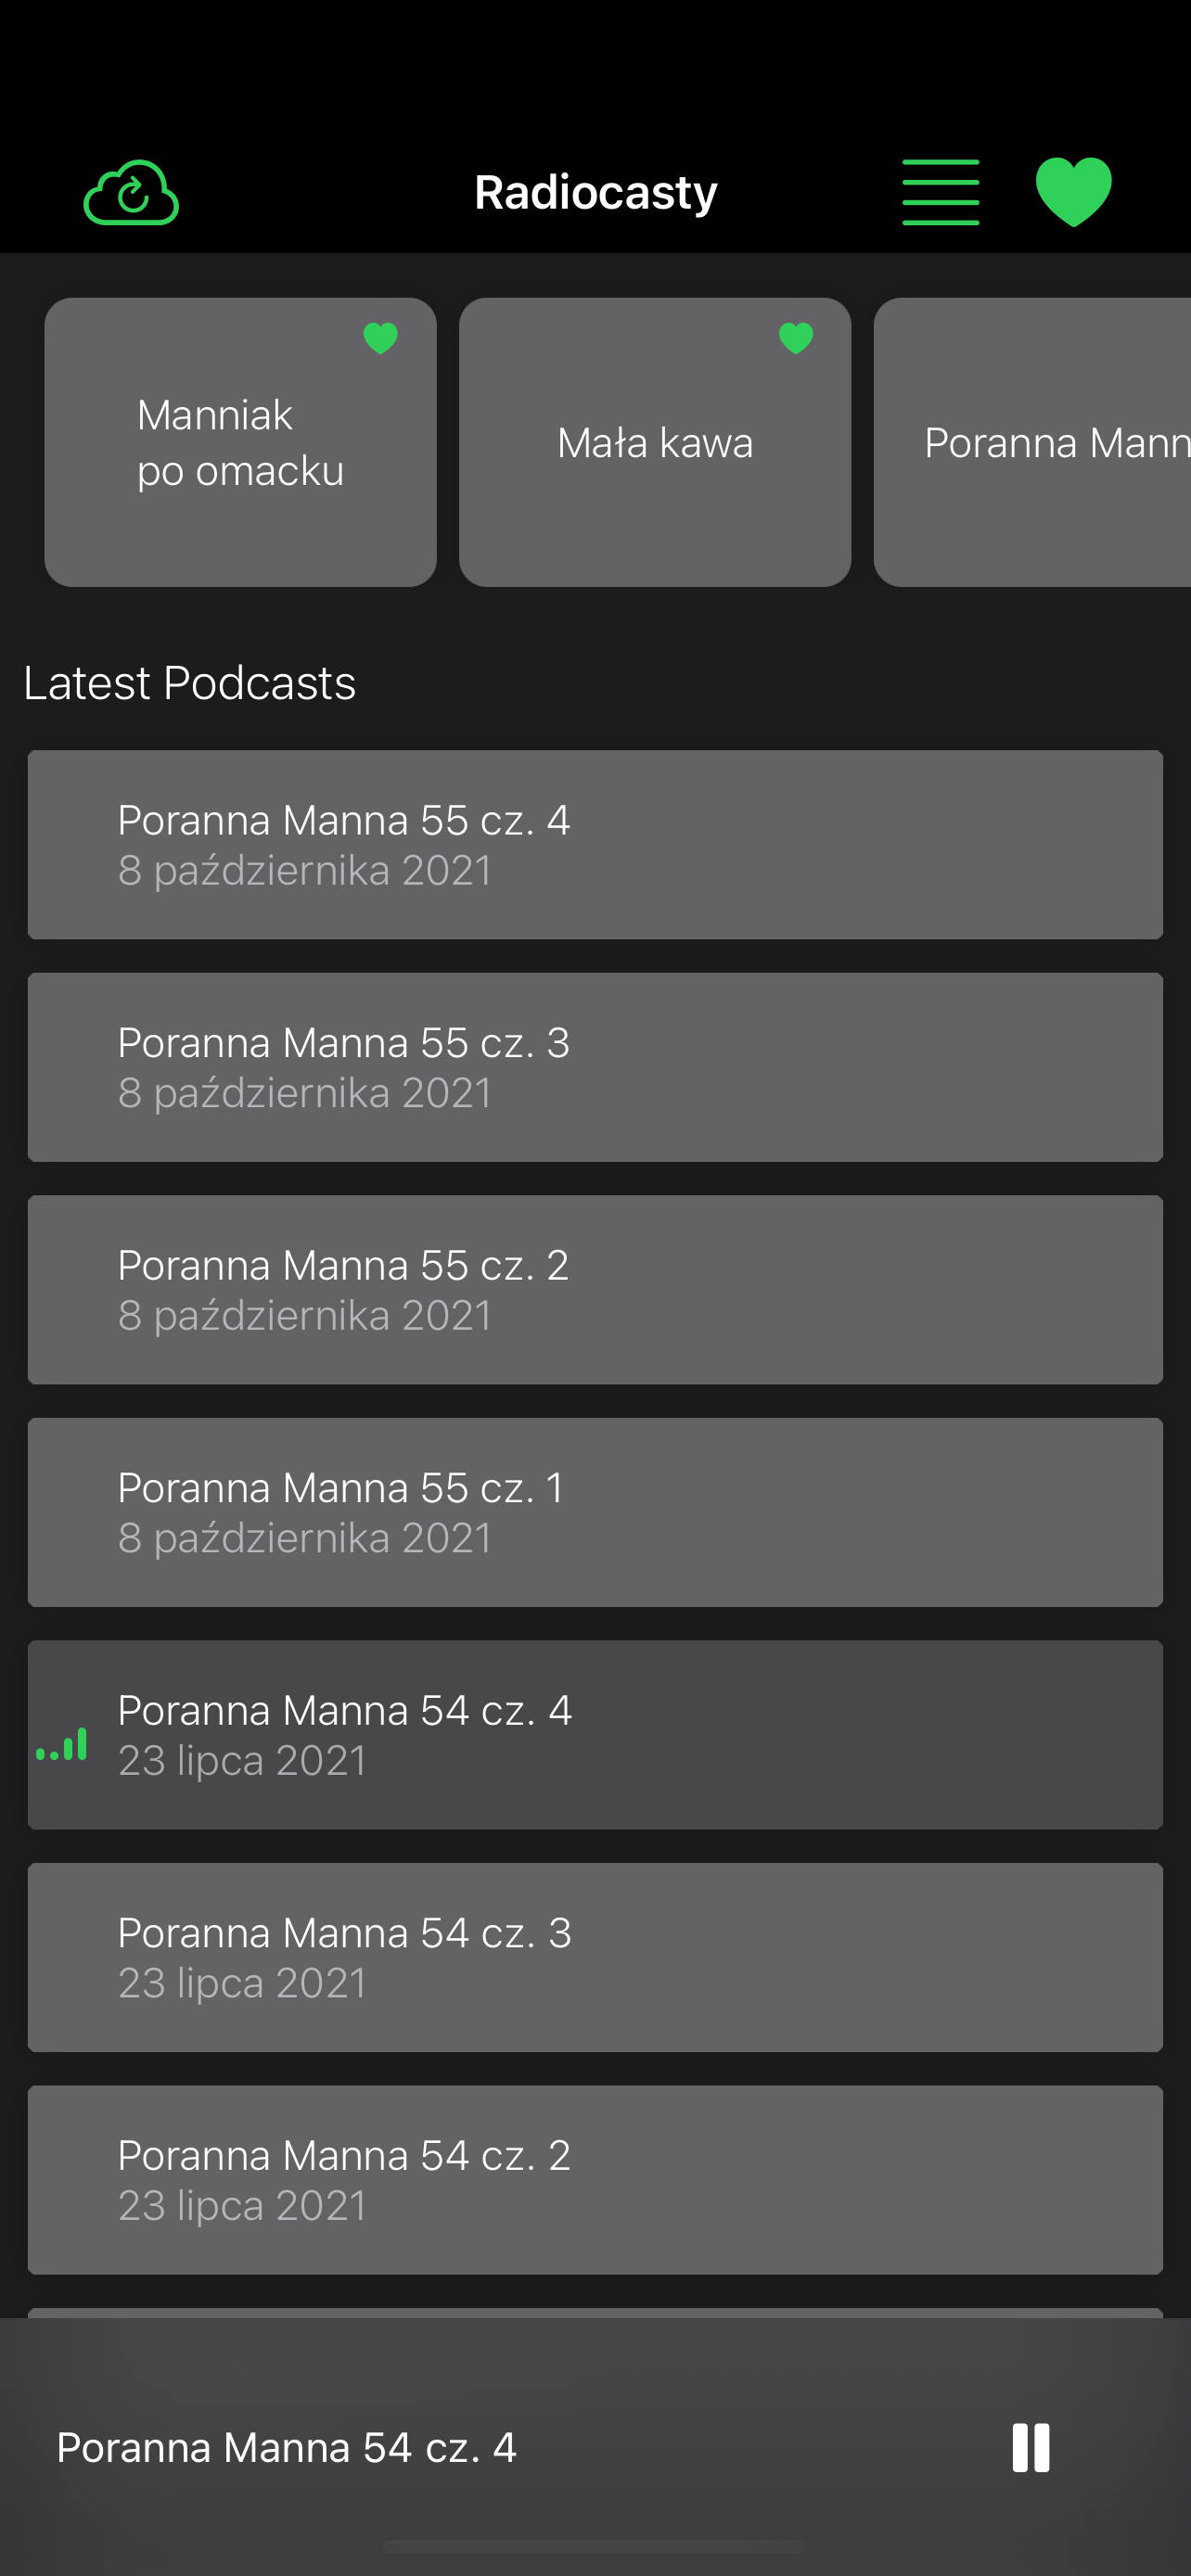 Radiocasty
Manniak
po omacku
Mała kawa
Poranna Mann
Latest Podcasts
Poranna Manna 55 cz. 4
8 października 2021
Poranna Manna 55 cz. 3
8 października 2021
Poranna Manna 55 cz. 2
8 października 2021
Poranna Manna 55 cz. 1
8 października 2021
Poranna Manna 54 cz. 4
23 lipca 2021
Poranna Manna 54 cz. 3
23 lipca 2021
Poranna Manna 54 cz. 2
23 lipca 2021
Poranna Manna 54 cz. 4